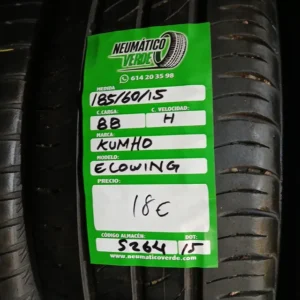 NEUMÁTICO
VERDE
614 20 35 98
MEDIDA
185/60/15
C. CARGA: C. VELOCIDAD:
88 H
MARCA:
KUMHO
MODELO:
ECOWING
PRECIO:
18€
CÓDIGO ALMACEN: DOT:
5264 15
www.neumaticoverde.com